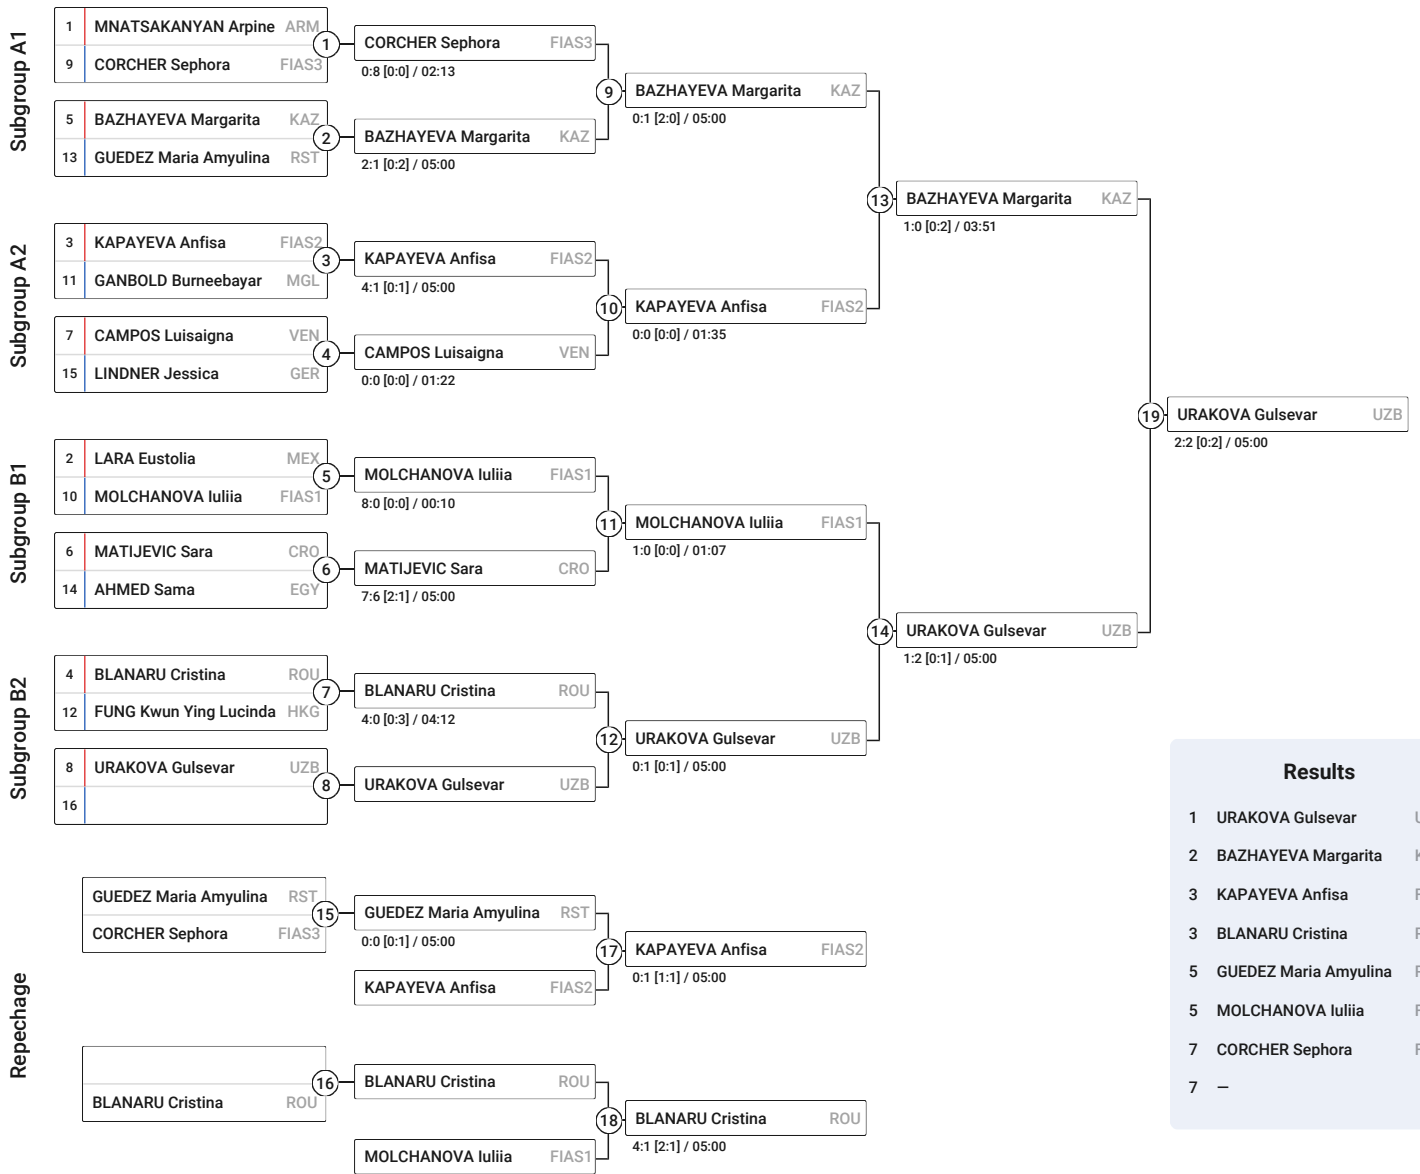 Subgroup A1
1 MNATSAKANYAN Arpine ARM
9 CORCHER Sephora FIAS3
1
CORCHER Sephora FIAS3
0:8 [0:0] / 02:13
5 BAZHAYEVA Margarita KAZ
13 GUEDEZ Maria Amyulina RST
2
BAZHAYEVA Margarita KAZ
2:1 [0:2] / 05:00
9
BAZHAYEVA Margarita KAZ
0:1 [2:0] / 05:00
Subgroup A2
3 KAPAYEVA Anfisa FIAS2
11 GANBOLD Burneebayar MGL
3
KAPAYEVA Anfisa FIAS2
4:1 [0:1] / 05:00
7 CAMPOS Luisaigna VEN
15 LINDNER Jessica GER
4
CAMPOS Luisaigna VEN
0:0 [0:0] / 01:22
10
KAPAYEVA Anfisa FIAS2
0:0 [0:0] / 01:35
13
BAZHAYEVA Margarita KAZ
1:0 [0:2] / 03:51
Subgroup B1
2 LARA Eustolia MEX
10 MOLCHANOVA Iuliia FIAS1
5
MOLCHANOVA Iuliia FIAS1
8:0 [0:0] / 00:10
6 MATIJEVIC Sara CRO
14 AHMED Sama EGY
6
MATIJEVIC Sara CRO
7:6 [2:1] / 05:00
11
MOLCHANOVA Iuliia FIAS1
1:0 [0:0] / 01:07
Subgroup B2
4 BLANARU Cristina ROU
12 FUNG Kwun Ying Lucinda HKG
7
BLANARU Cristina ROU
4:0 [0:3] / 04:12
8 URAKOVA Gulsevar UZB
16
8
URAKOVA Gulsevar UZB
12
URAKOVA Gulsevar UZB
0:1 [0:1] / 05:00
14
URAKOVA Gulsevar UZB
1:2 [0:1] / 05:00
19
URAKOVA Gulsevar UZB
2:2 [0:2] / 05:00
Repechage
GUEDEZ Maria Amyulina RST
CORCHER Sephora FIAS3
15
GUEDEZ Maria Amyulina RST
0:0 [0:1] / 05:00
KAPAYEVA Anfisa FIAS2
17
KAPAYEVA Anfisa FIAS2
0:1 [1:1] / 05:00
BLANARU Cristina ROU
16
BLANARU Cristina ROU
MOLCHANOVA Iuliia FIAS1
18
BLANARU Cristina ROU
4:1 [2:1] / 05:00
Results
1 URAKOVA Gulsevar
2 BAZHAYEVA Margarita
3 KAPAYEVA Anfisa
3 BLANARU Cristina
5 GUEDEZ Maria Amyulina
5 MOLCHANOVA Iuliia
7 CORCHER Sephora
7 —